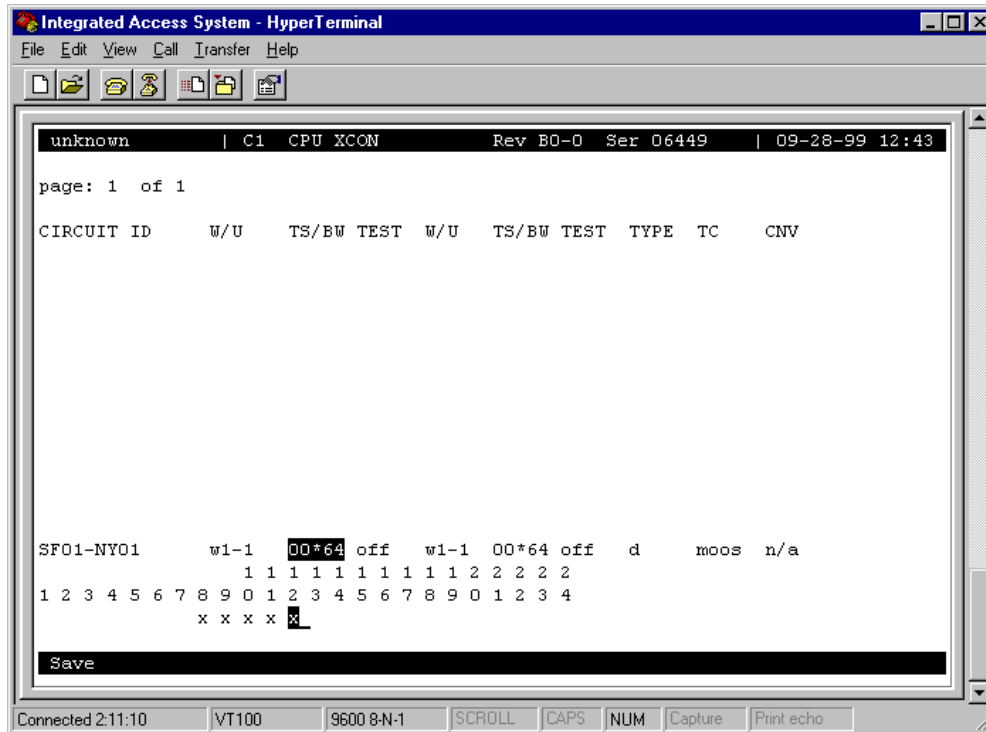 Integrated Access System - HyperTerminal
File Edit View Call Transfer Help
unknown | C1 CPU XCON Rev B0-0 Ser 06449 | 09-28-99 12:43
page: 1 of 1
CIRCUIT ID W/U TS/BW TEST W/U TS/BW TEST TYPE TC CNV
SF01-NY01 w1-1 00*64 off w1-1 00*64 off d moos n/a
1 1 1 1 1 1 1 1 1 1 2 2 2 2 2
1 2 3 4 5 6 7 8 9 0 1 2 3 4 5 6 7 8 9 0 1 2 3 4
x x x x x_
Save
Connected 2:11:10 VT100 9600 8-N-1 SCROLL CAPS NUM Capture Print echo